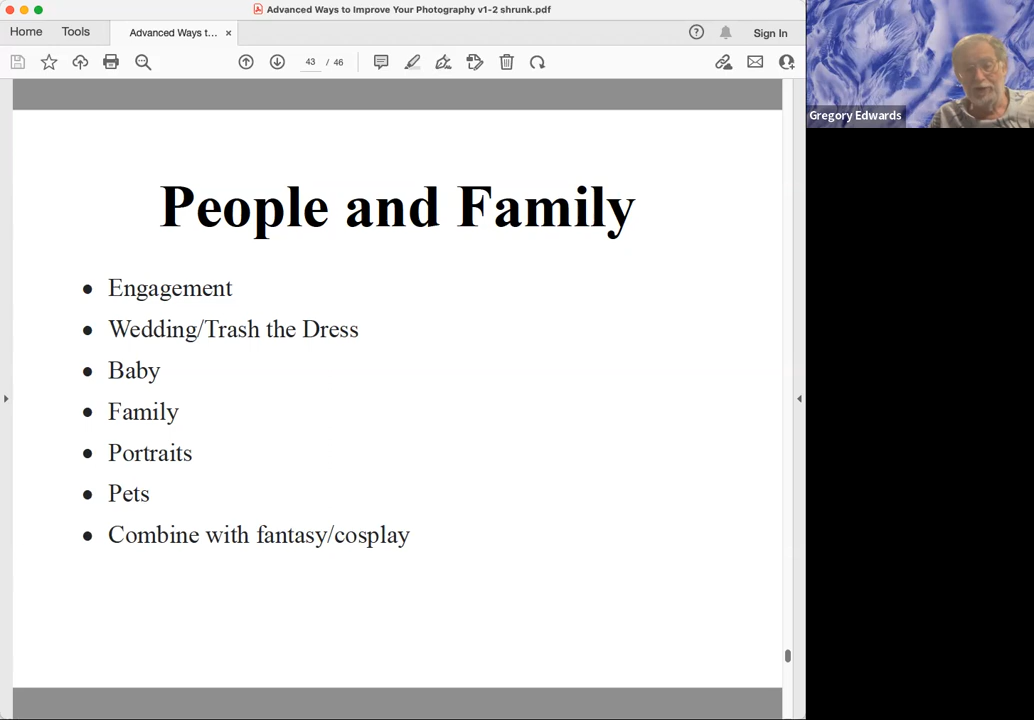 Advanced Ways to Improve Your Photography v1-2 shrunk.pdf
Home Tools Advanced Ways t... × Sign In
43 / 46
Gregory Edwards
People and Family
• Engagement
• Wedding/Trash the Dress
• Baby
• Family
• Portraits
• Pets
• Combine with fantasy/cosplay